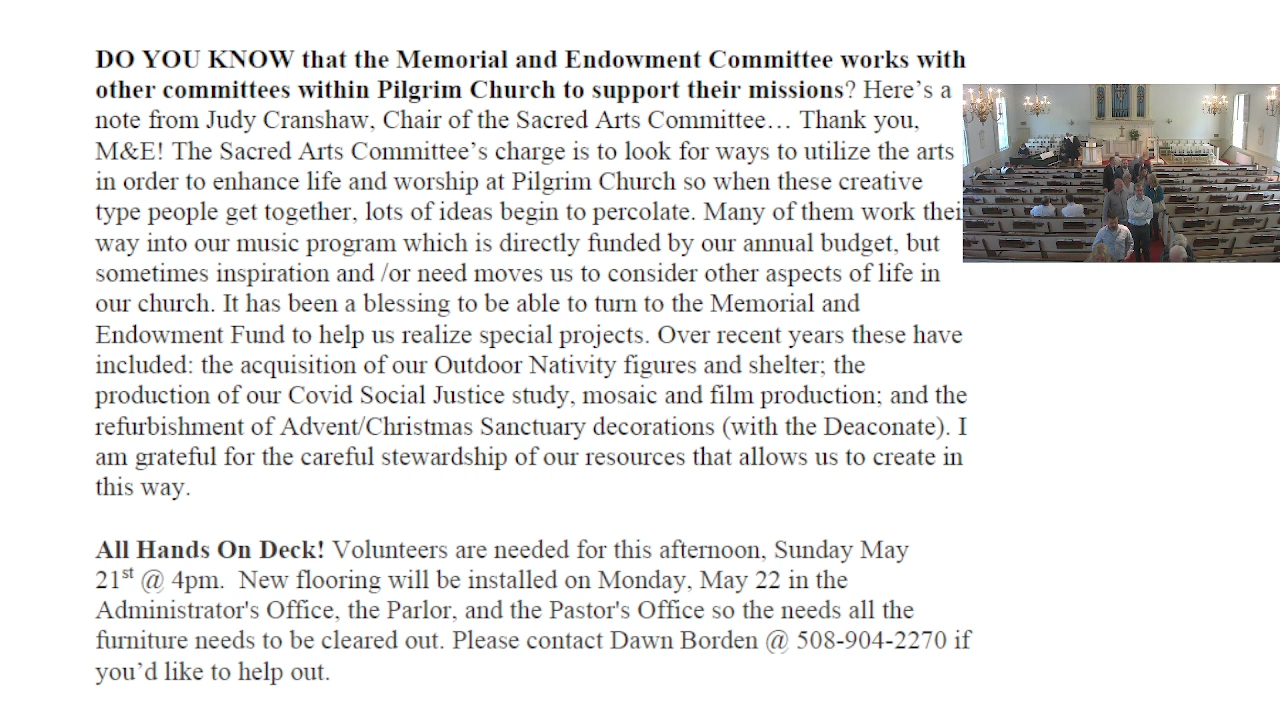 DO YOU KNOW that the Memorial and Endowment Committee works with
other committees within Pilgrim Church to support their missions? Here’s a
note from Judy Cranshaw, Chair of the Sacred Arts Committee… Thank you,
M&E! The Sacred Arts Committee’s charge is to look for ways to utilize the arts
in order to enhance life and worship at Pilgrim Church so when these creative
type people get together, lots of ideas begin to percolate. Many of them work thei
way into our music program which is directly funded by our annual budget, but
sometimes inspiration and /or need moves us to consider other aspects of life in
our church. It has been a blessing to be able to turn to the Memorial and
Endowment Fund to help us realize special projects. Over recent years these have
included: the acquisition of our Outdoor Nativity figures and shelter; the
production of our Covid Social Justice study, mosaic and film production; and the
refurbishment of Advent/Christmas Sanctuary decorations (with the Deaconate). I
am grateful for the careful stewardship of our resources that allows us to create in
this way.
All Hands On Deck! Volunteers are needed for this afternoon, Sunday May
21st @ 4pm.  New flooring will be installed on Monday, May 22 in the
Administrator's Office, the Parlor, and the Pastor's Office so the needs all the
furniture needs to be cleared out. Please contact Dawn Borden @ 508-904-2270 if
you’d like to help out.